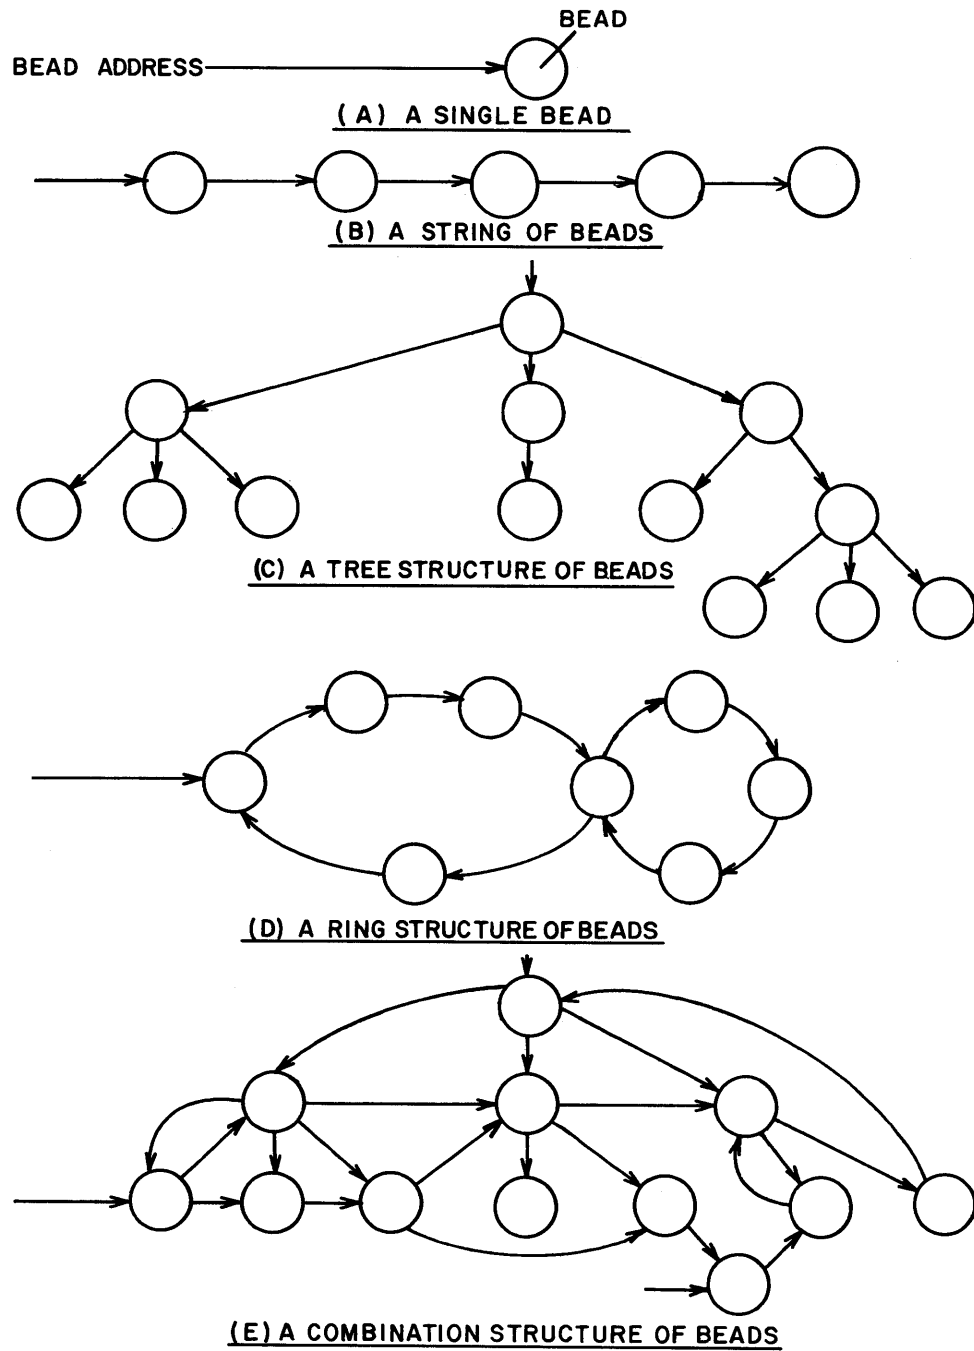 BEAD
BEAD ADDRESS
(A) A SINGLE BEAD
(B) A STRING OF BEADS
(C) A TREE STRUCTURE OF BEADS
(D) A RING STRUCTURE OF BEADS
(E) A COMBINATION STRUCTURE OF BEADS